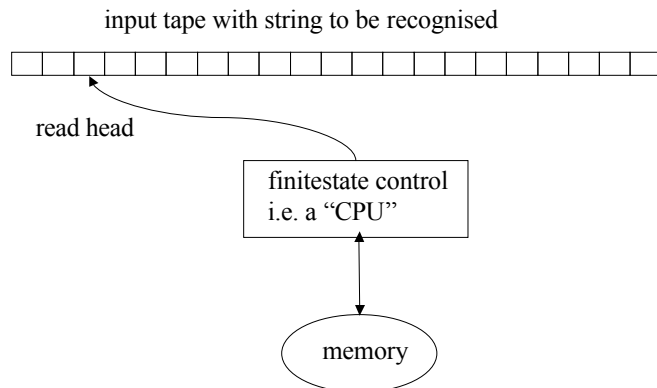 input tape with string to be recognised
read head
finitestate control
i.e. a “CPU”
memory